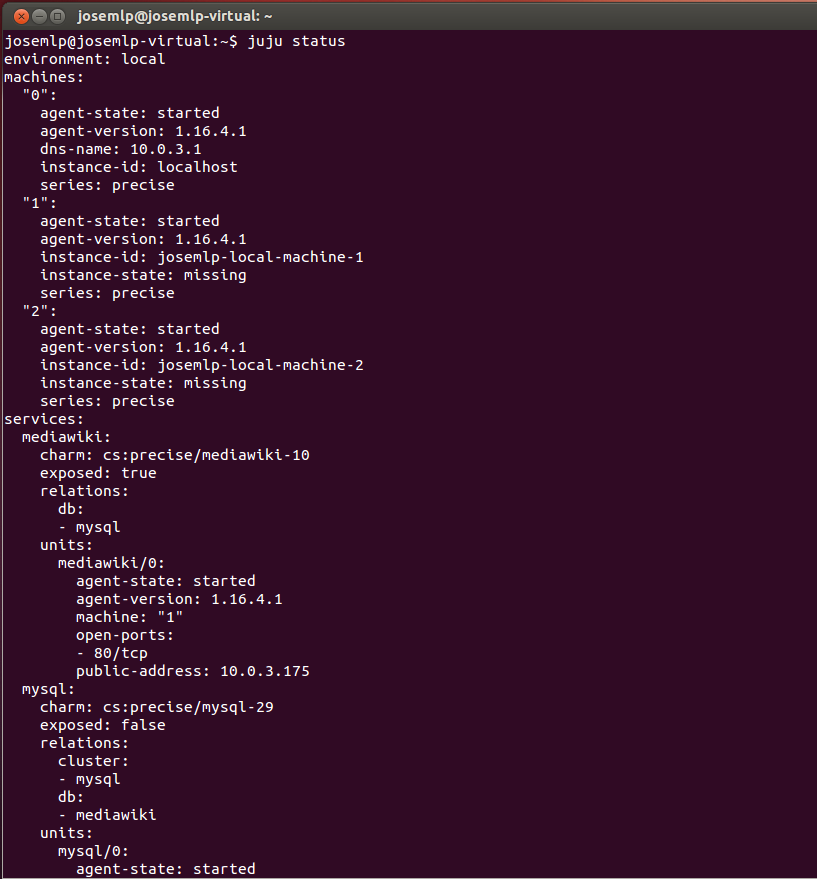 josemlp@josemlp-virtual: ~
josemlp@josemlp-virtual:~$ juju status
environment: local
machines:
  "0":
    agent-state: started
    agent-version: 1.16.4.1
    dns-name: 10.0.3.1
    instance-id: localhost
    series: precise
  "1":
    agent-state: started
    agent-version: 1.16.4.1
    instance-id: josemlp-local-machine-1
    instance-state: missing
    series: precise
  "2":
    agent-state: started
    agent-version: 1.16.4.1
    instance-id: josemlp-local-machine-2
    instance-state: missing
    series: precise
services:
  mediawiki:
    charm: cs:precise/mediawiki-10
    exposed: true
    relations:
      db:
      - mysql
    units:
      mediawiki/0:
        agent-state: started
        agent-version: 1.16.4.1
        machine: "1"
        open-ports:
        - 80/tcp
        public-address: 10.0.3.175
  mysql:
    charm: cs:precise/mysql-29
    exposed: false
    relations:
      cluster:
      - mysql
      db:
      - mediawiki
    units:
      mysql/0:
        agent-state: started